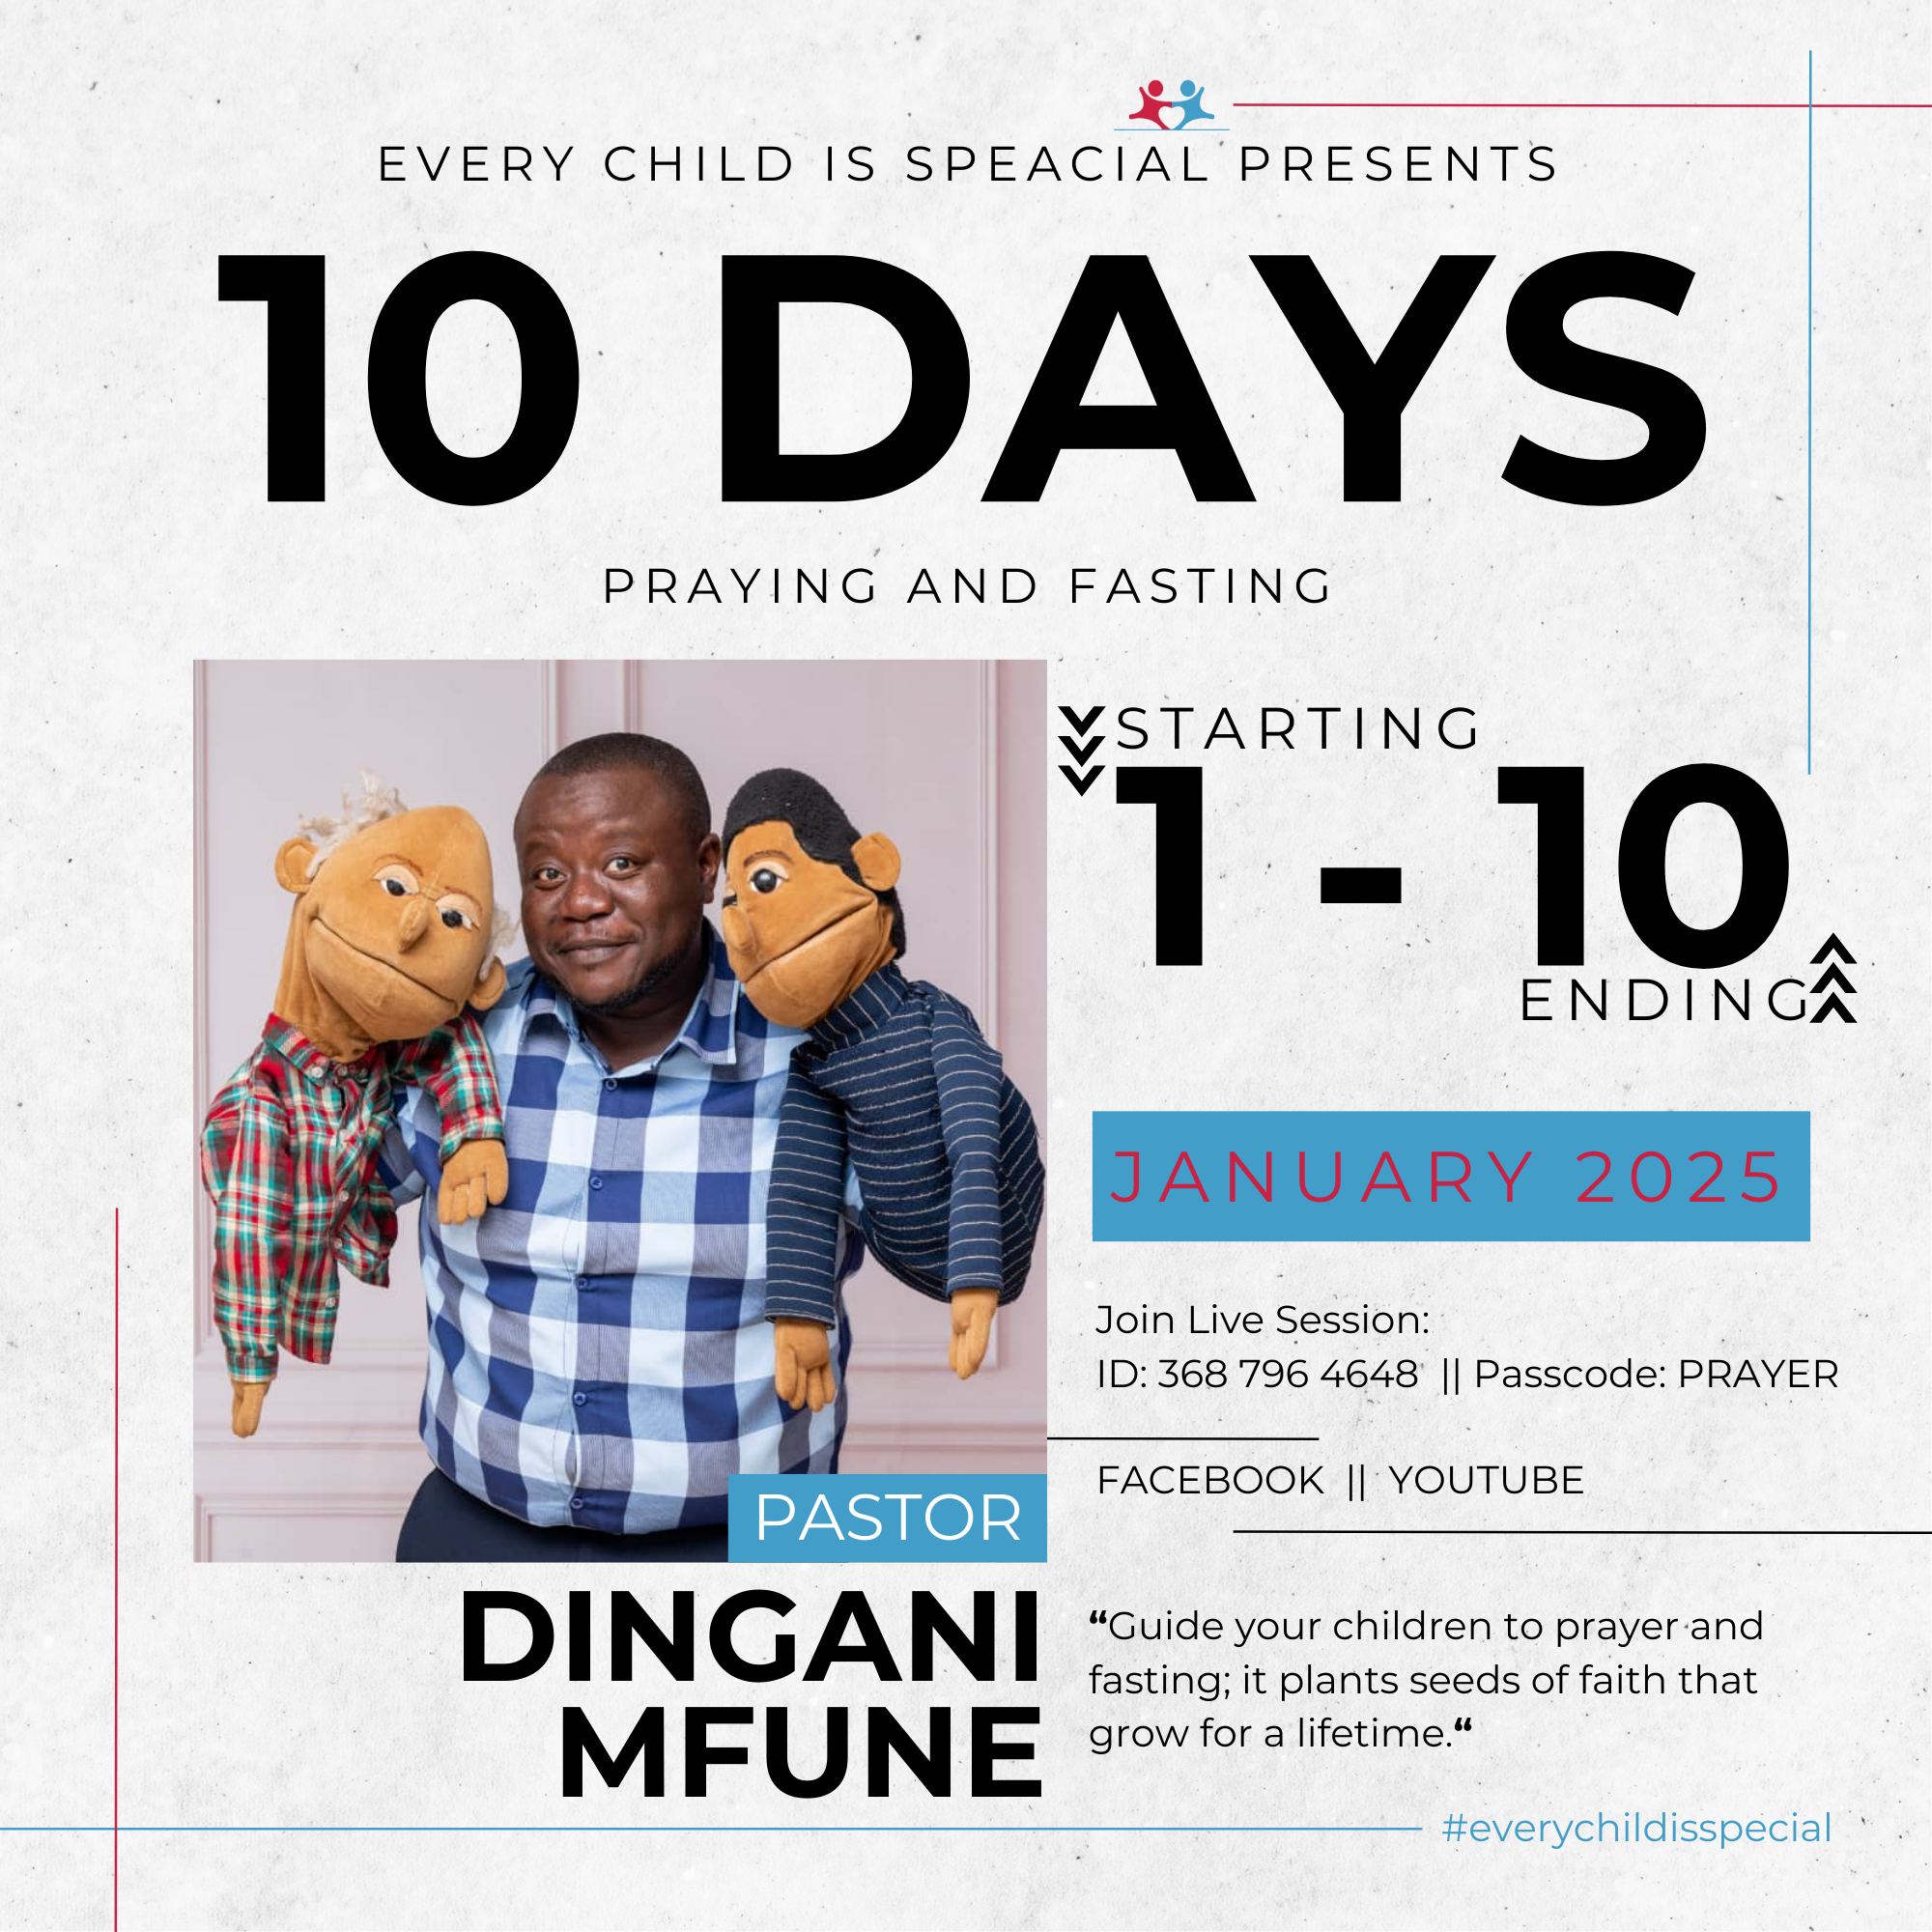 EVERY CHILD IS SPEACIAL PRESENTS
10 DAYS
PRAYING AND FASTING
STARTING
1 - 10
ENDING
JANUARY 2025
Join Live Session:
ID: 368 796 4648 || Passcode: PRAYER
FACEBOOK || YOUTUBE
PASTOR
DINGANI
MFUNE
“Guide your children to prayer and
fasting; it plants seeds of faith that
grow for a lifetime.“
#everychildisspecial